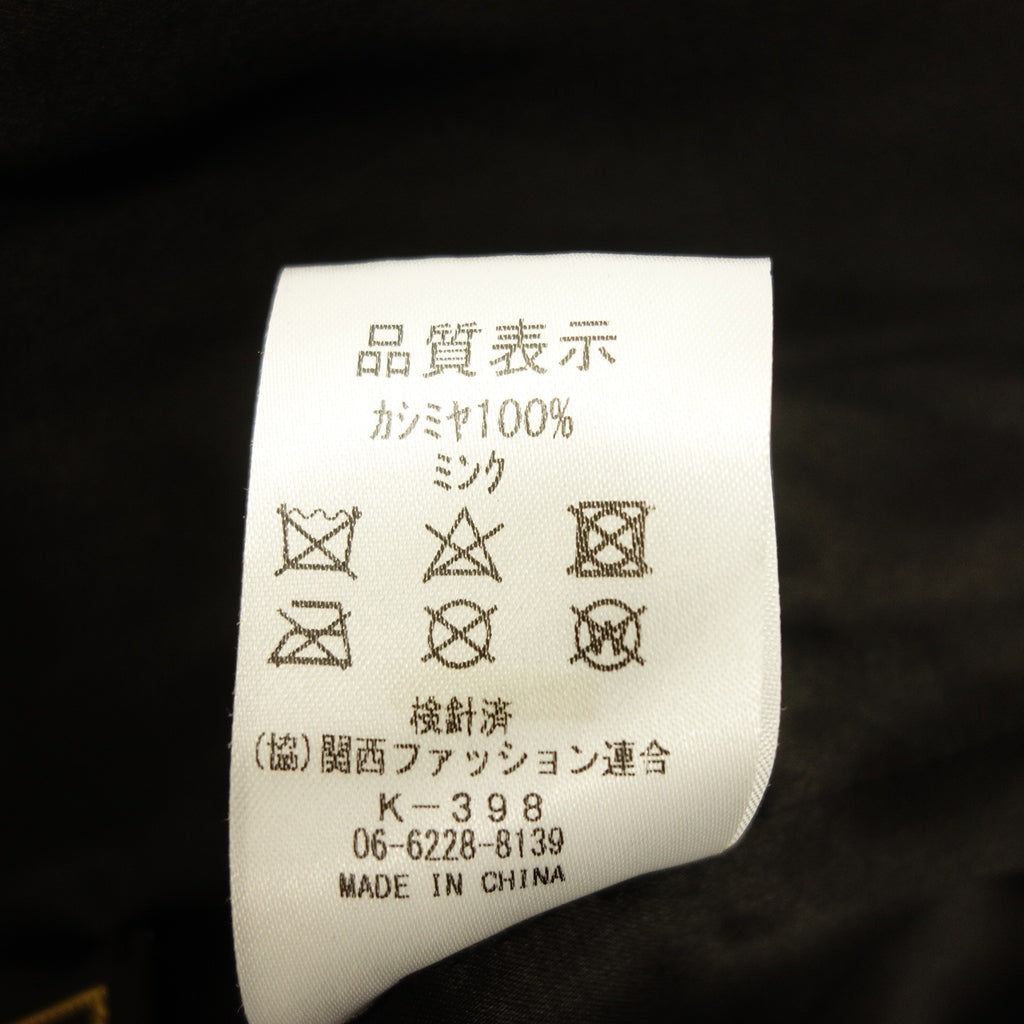 品質表示
カシミヤ100%
ミンク
検針済
(協)関西ファッション連合
K-398
06-6228-8139
MADE IN CHINA